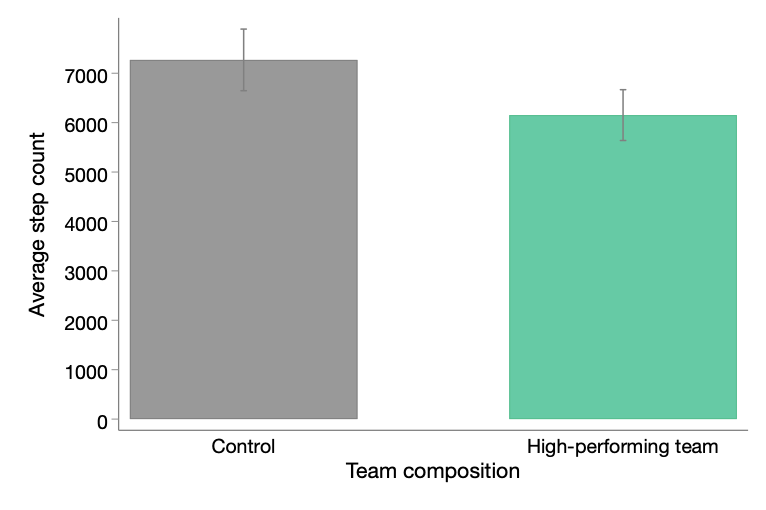 Average step count
7000
6000
5000
4000
3000
2000
1000
0
Control
High-performing team
Team composition